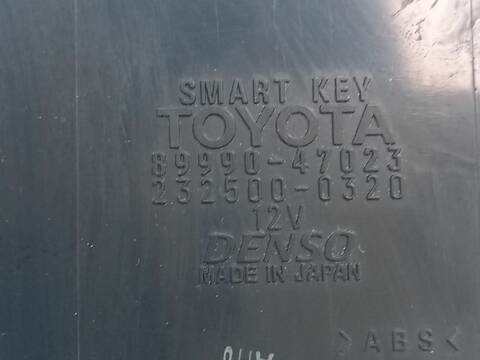 SMART KEY
TOYOTA
89990-47023
232500-0320
12V
DENSO
MADE IN JAPAN
>ABS<